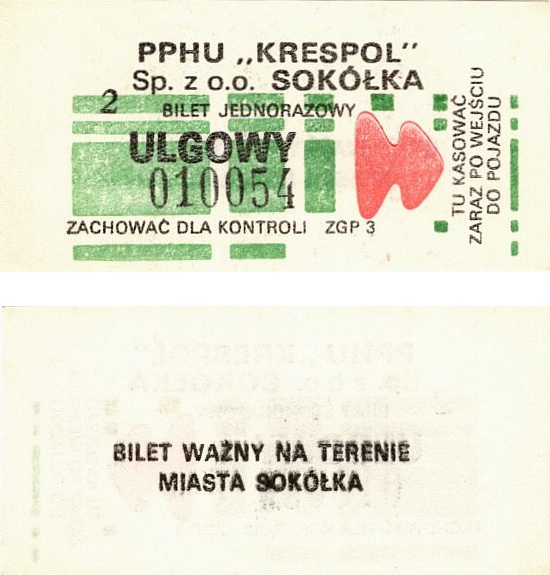 PPHU „KRESPOL"
Sp. z o.o. SOKÓŁKA
2
BILET JEDNORAZOWY
ULGOWY
010054
ZACHOWAĆ DLA KONTROLI ZGP 3
TU KASOWAĆ
ZARAZ PO WEJŚCIU
DO POJAZDU
BILET WAŻNY NA TERENIE
MIASTA SOKÓŁKA